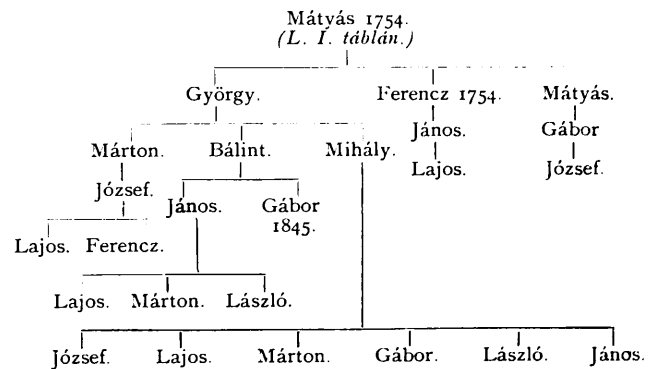 Mátyás 1754.
(L. I. táblán.)
György. Ferencz 1754. Mátyás.
Márton. Bálint. Mihály. János. Gábor
József. János. Gábor Lajos. József.
1845.
Lajos. Ferencz.
Lajos. Márton. László.
József. Lajos. Márton. Gábor. László. János.